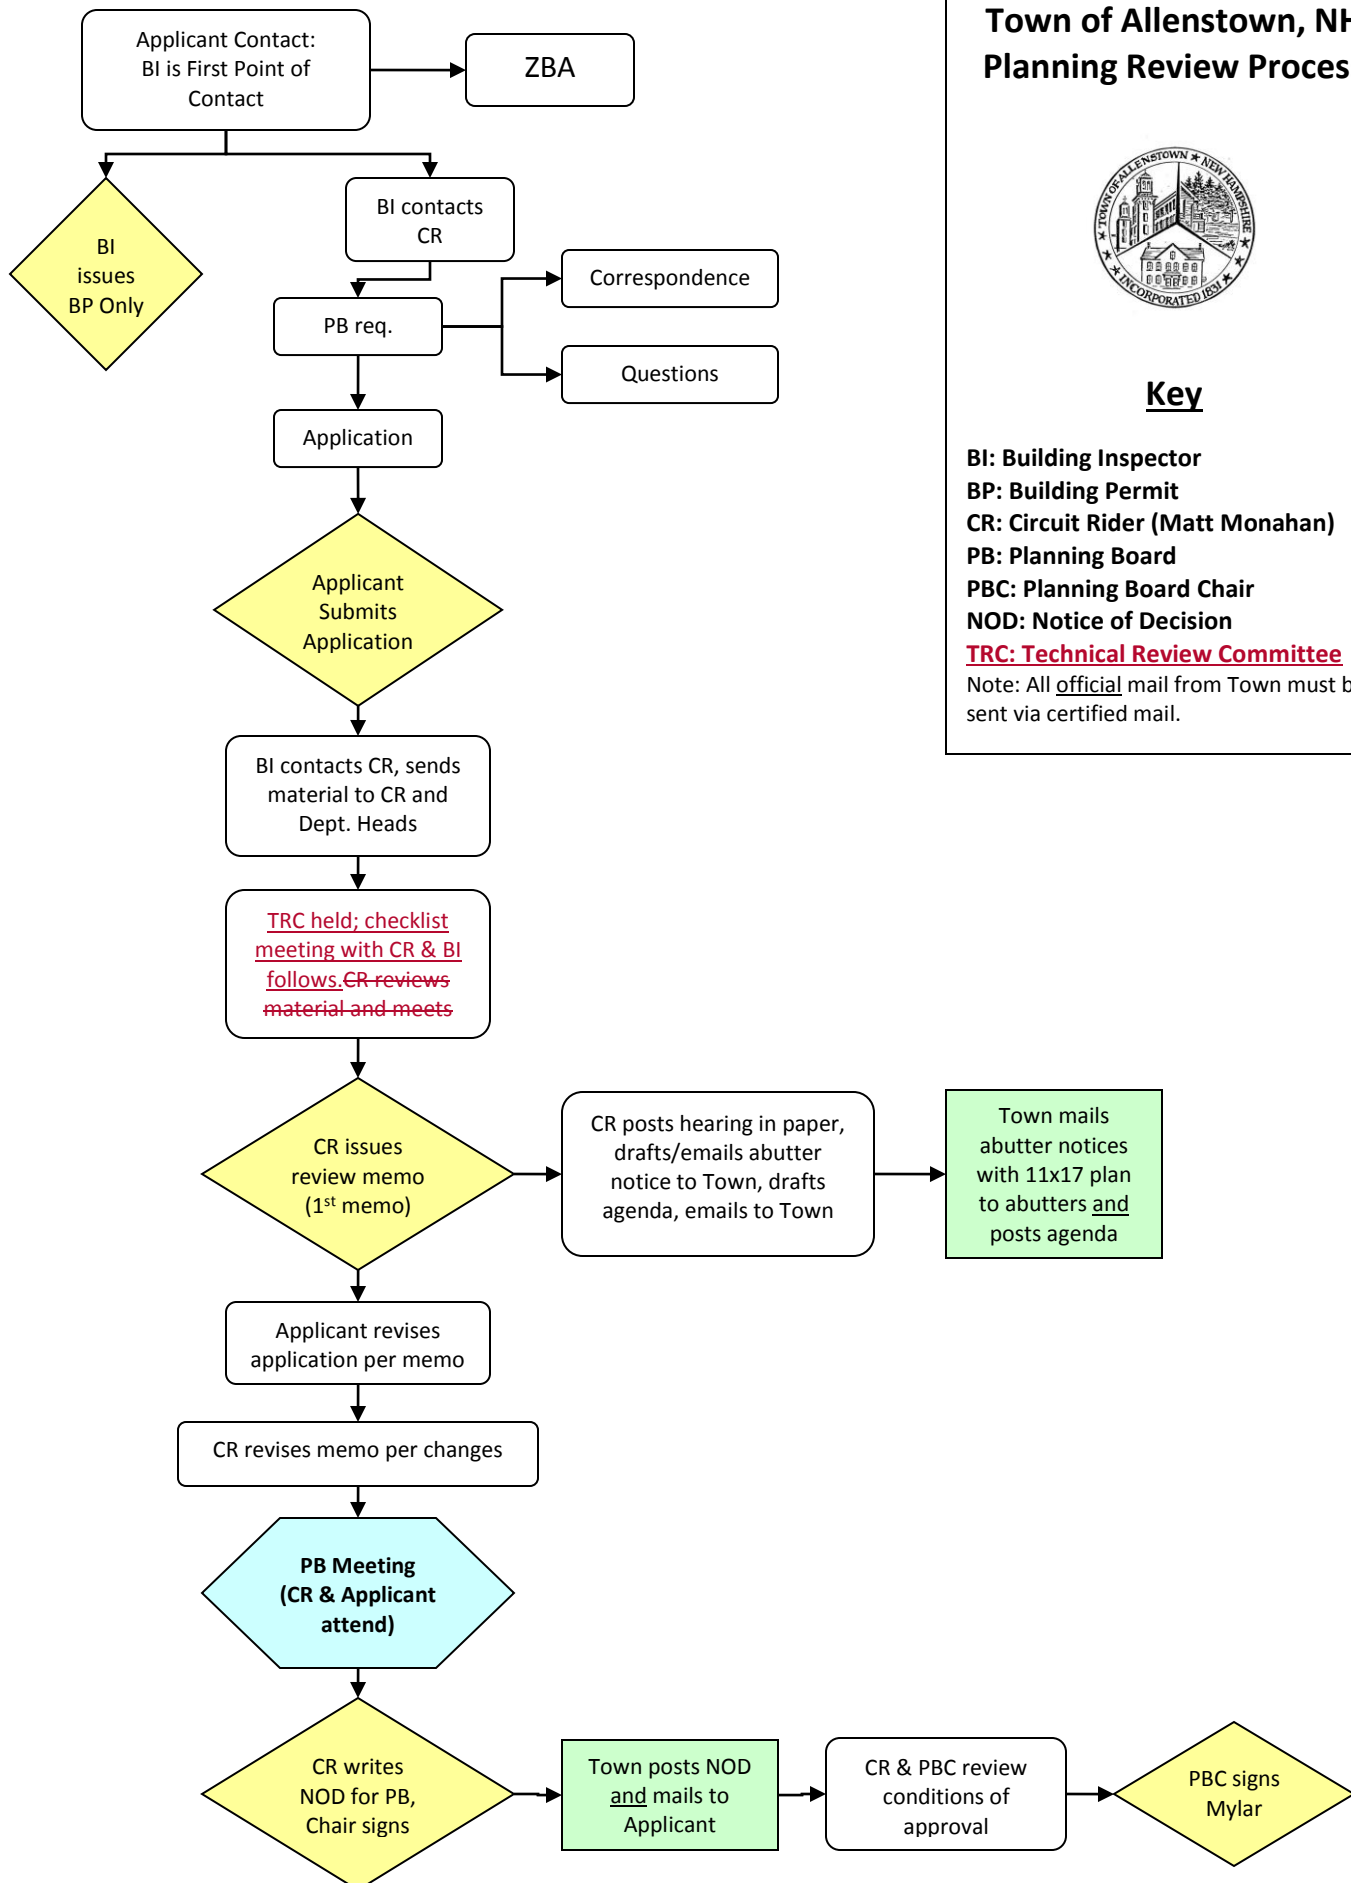 Applicant Contact:
BI is First Point of
Contact
ZBA
BI
issues
BP Only
BI contacts
CR
PB req.
Correspondence
Questions
Application
Applicant
Submits
Application
BI contacts CR, sends
material to CR and
Dept. Heads
TRC held; checklist
meeting with CR & BI
follows.CR reviews
material and meets
CR issues
review memo
(1st memo)
CR posts hearing in paper,
drafts/emails abutter
notice to Town, drafts
agenda, emails to Town
Town mails
abutter notices
with 11x17 plan
to abutters and
posts agenda
Applicant revises
application per memo
CR revises memo per changes
PB Meeting
(CR & Applicant
attend)
CR writes
NOD for PB,
Chair signs
Town posts NOD
and mails to
Applicant
CR & PBC review
conditions of
approval
PBC signs
Mylar
Town of Allenstown, NH
Planning Review Proces
TOWN OF ALLENSTOWN ★ NEW HAMPSHIRE
INCORPORATED 1831
Key
BI: Building Inspector
BP: Building Permit
CR: Circuit Rider (Matt Monahan)
PB: Planning Board
PBC: Planning Board Chair
NOD: Notice of Decision
TRC: Technical Review Committee
Note: All official mail from Town must b
sent via certified mail.